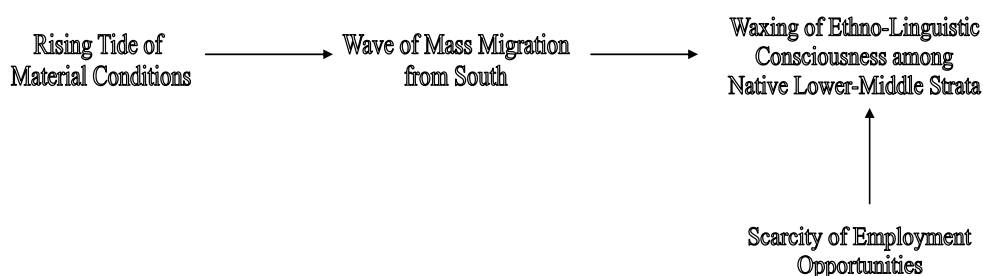 Rising Tide of
Material Conditions
Wave of Mass Migration
from South
Waxing of Ethno-Linguistic
Consciousness among
Native Lower-Middle Strata
Scarcity of Employment
Opportunities